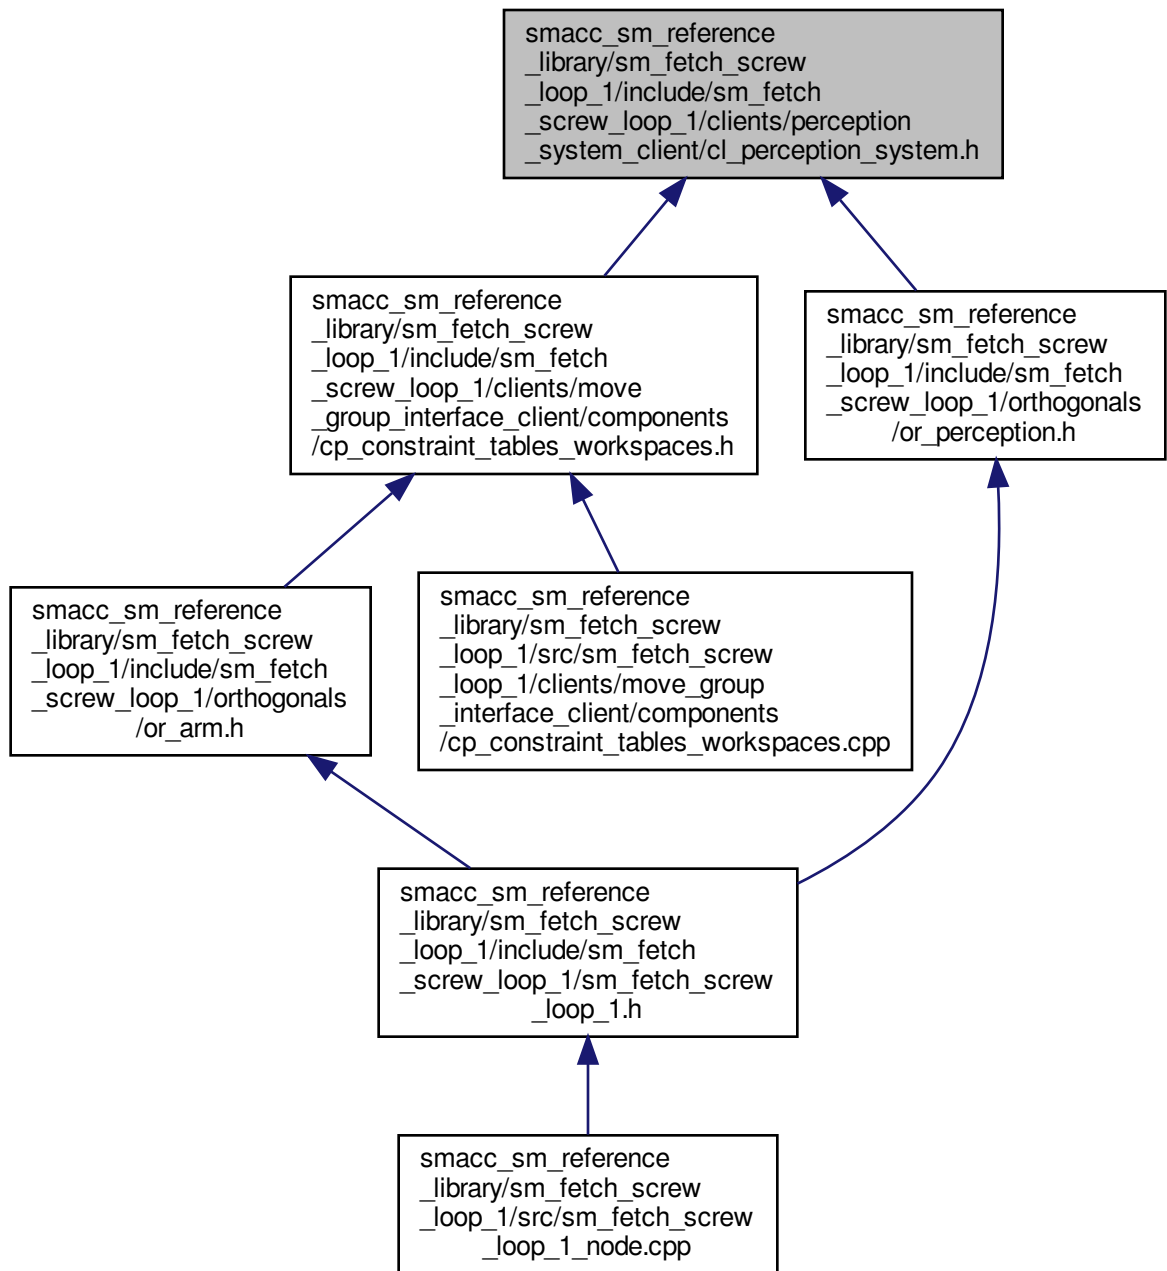 smacc_sm_reference
_library/sm_fetch_screw
_loop_1/include/sm_fetch
_screw_loop_1/clients/perception
_system_client/cl_perception_system.h
smacc_sm_reference
_library/sm_fetch_screw
_loop_1/include/sm_fetch
_screw_loop_1/clients/move
_group_interface_client/components
/cp_constraint_tables_workspaces.h
smacc_sm_reference
_library/sm_fetch_screw
_loop_1/include/sm_fetch
_screw_loop_1/orthogonals
/or_perception.h
smacc_sm_reference
_library/sm_fetch_screw
_loop_1/include/sm_fetch
_screw_loop_1/orthogonals
/or_arm.h
smacc_sm_reference
_library/sm_fetch_screw
_loop_1/src/sm_fetch_screw
_loop_1/clients/move_group
_interface_client/components
/cp_constraint_tables_workspaces.cpp
smacc_sm_reference
_library/sm_fetch_screw
_loop_1/include/sm_fetch
_screw_loop_1/sm_fetch_screw
_loop_1.h
smacc_sm_reference
_library/sm_fetch_screw
_loop_1/src/sm_fetch_screw
_loop_1_node.cpp